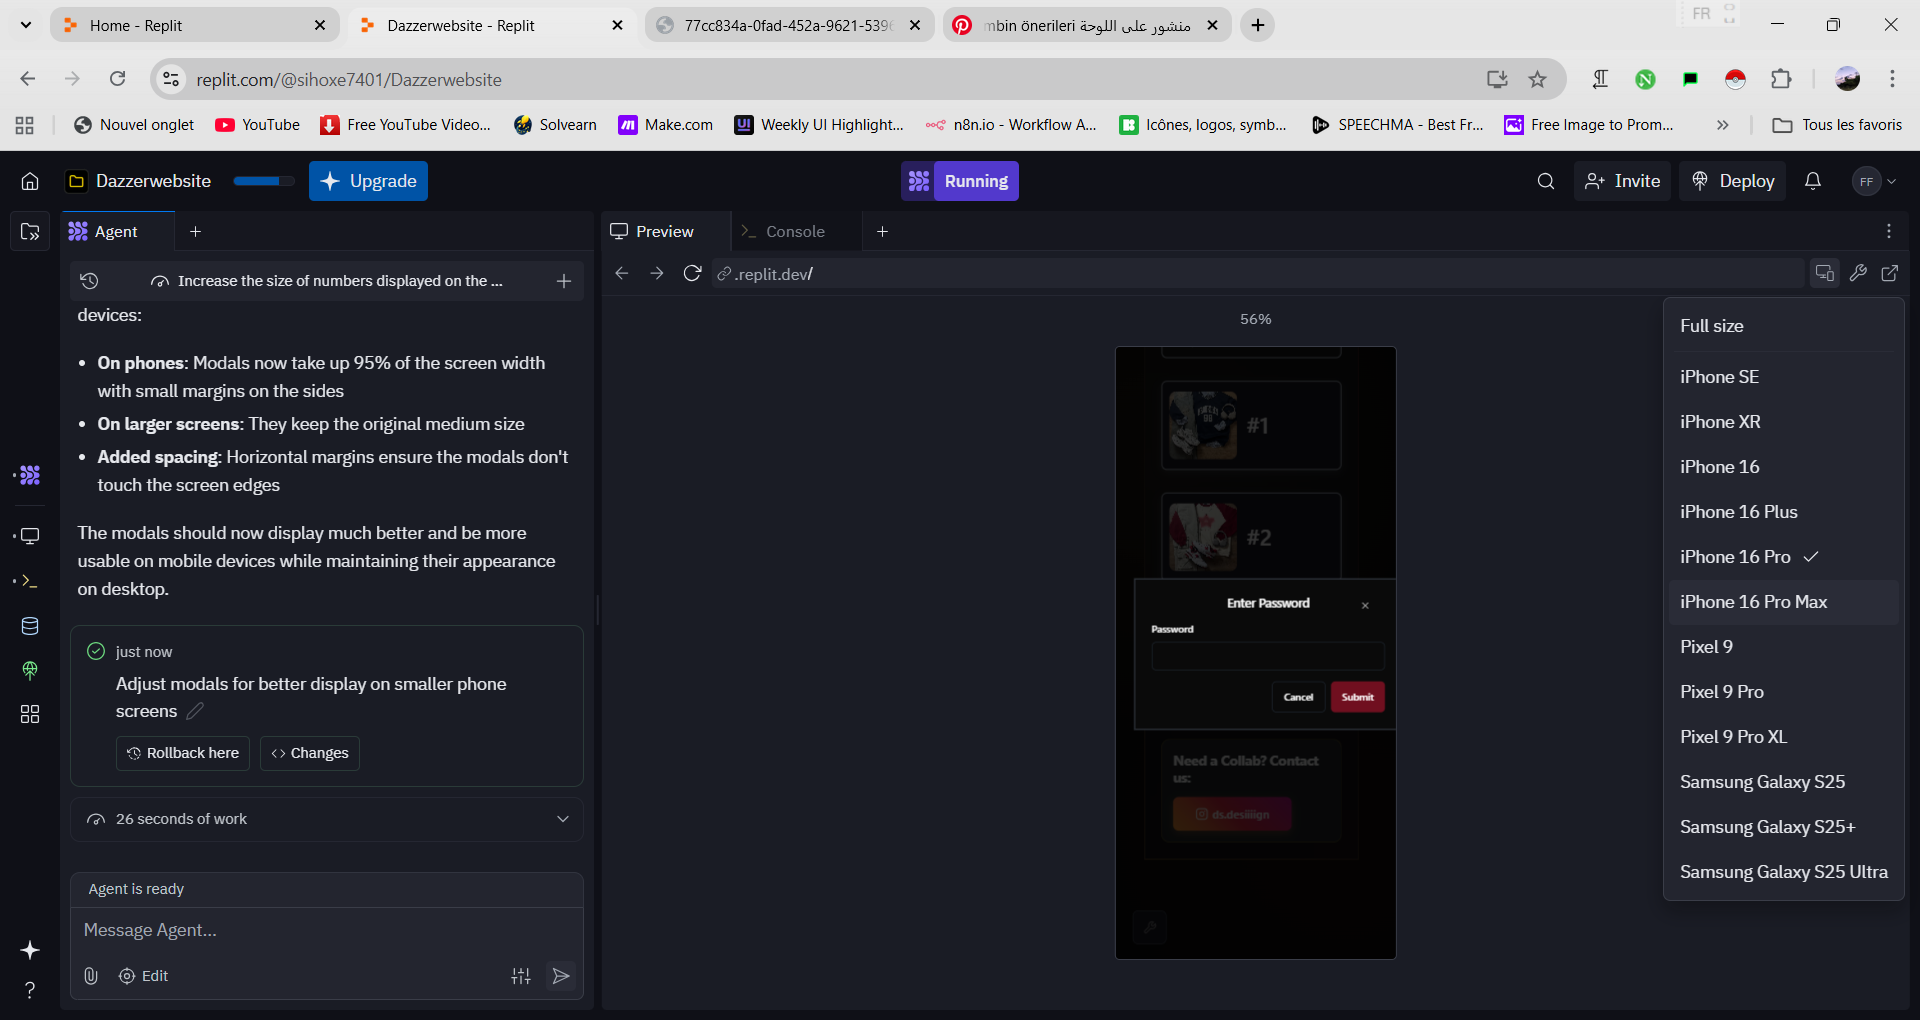 Home - Replit
Dazzerwebsite - Replit
77cc834a-0fad-452a-9621-539
منشور على اللوحة mbin önerileri
FR
replit.com/@sihoxe7401/Dazzerwebsite
Nouvel onglet
YouTube
Free YouTube Video...
Solvearn
Make.com
Weekly UI Highlight...
n8n.io - Workflow A...
Icônes, logos, symb...
SPEECHMA - Best Fr...
Free Image to Prom...
Tous les favoris
Dazzerwebsite
Upgrade
Running
Invite
Deploy
FF
Agent
Increase the size of numbers displayed on the ...
devices:
• On phones: Modals now take up 95% of the screen width
with small margins on the sides
• On larger screens: They keep the original medium size
• Added spacing: Horizontal margins ensure the modals don't
touch the screen edges
The modals should now display much better and be more
usable on mobile devices while maintaining their appearance
on desktop.
just now
Adjust modals for better display on smaller phone
screens
Rollback here
Changes
26 seconds of work
Agent is ready
Message Agent...
Edit
Preview
Console
.replit.dev/
56%
#1
#2
Enter Password
Password
Cancel
Submit
Need a Collab? Contact
us:
ds.desiiiign
Full size
iPhone SE
iPhone XR
iPhone 16
iPhone 16 Plus
iPhone 16 Pro
iPhone 16 Pro Max
Pixel 9
Pixel 9 Pro
Pixel 9 Pro XL
Samsung Galaxy S25
Samsung Galaxy S25+
Samsung Galaxy S25 Ultra